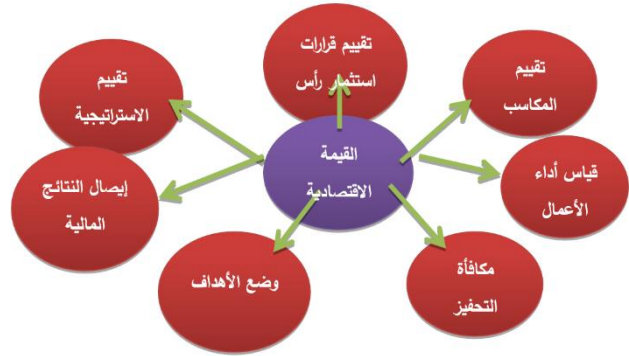 تقييم قرارات
استثمار رأس
تقييم
المكاسب
قياس أداء
الأعمال
مكافأة
التحفيز
وضع الأهداف
إيصال النتائج
المالية
تقييم
الاستراتيجية
القيمة
الاقتصادية